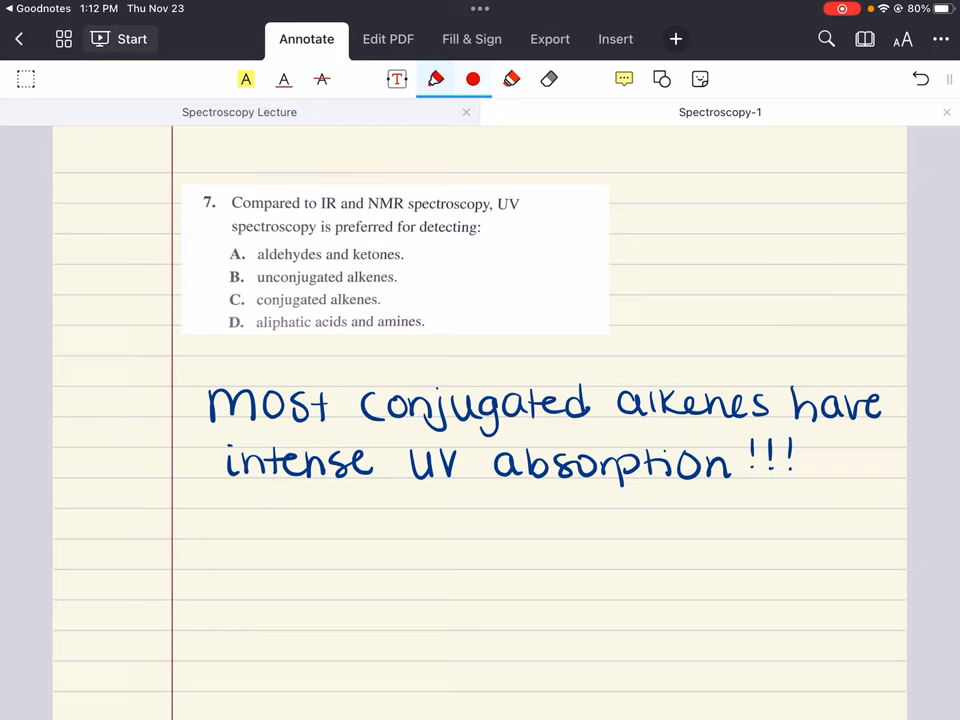 Goodnotes 1:12 PM Thu Nov 23 80%
Start Annotate Edit PDF Fill & Sign Export Insert AA
A A A T
Spectroscopy Lecture Spectroscopy-1
7. Compared to IR and NMR spectroscopy, UV
spectroscopy is preferred for detecting:
A. aldehydes and ketones.
B. unconjugated alkenes.
C. conjugated alkenes.
D. aliphatic acids and amines.
most conjugated alkenes have
intense UV absorption!!!